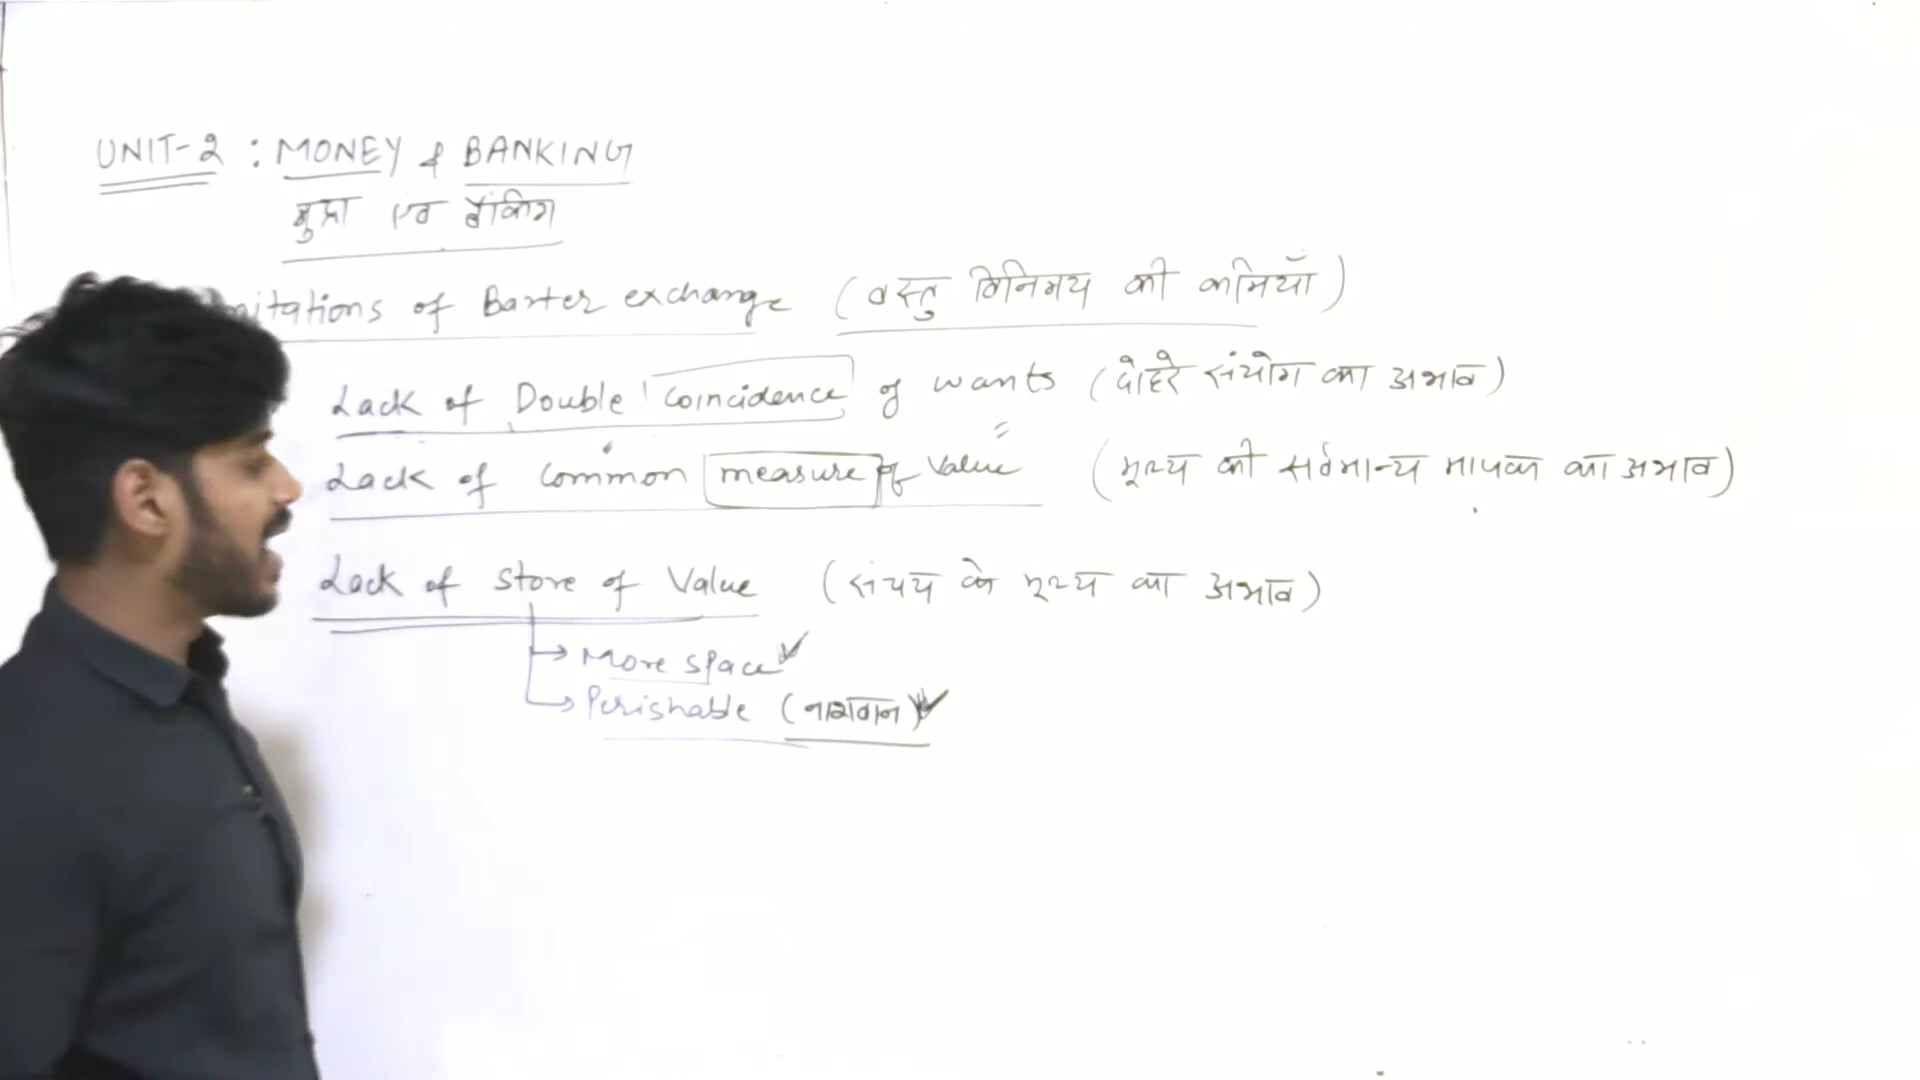 UNIT-2 : MONEY & BANKING
मुद्रा एवं बैंकिंग
mitations of Barter exchange (वस्तु विनिमय की कमियाँ)
Lack of Double coincidence of wants (दोहरे संयोग का अभाव)
Lack of common measure of value (मूल्य की सर्वमान्य मापक का अभाव)
Lack of store of Value (संचय के मूल्य का अभाव)
→ More space ✓
→ Perishable (नाशवान) ✓